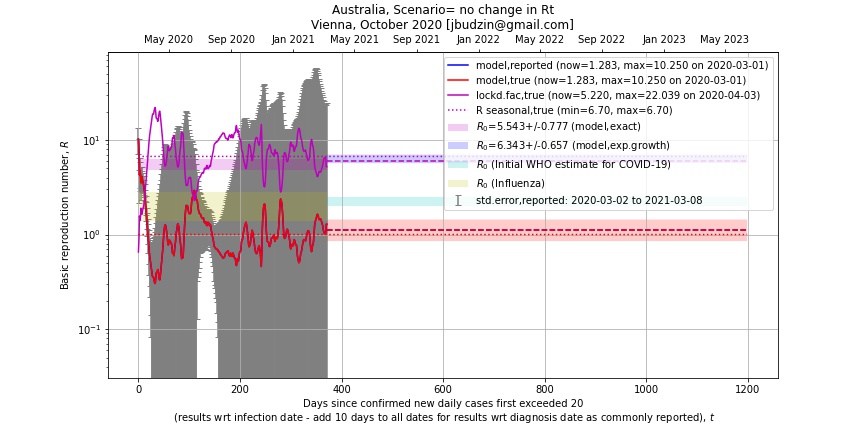 Australia, Scenario= no change in Rt
Vienna, October 2020 [jbudzin@gmail.com]
May 2020 Sep 2020 Jan 2021 May 2021 Sep 2021 Jan 2022 May 2022 Sep 2022 Jan 2023 May 2023
model,reported (now=1.283, max=10.250 on 2020-03-01)
model,true (now=1.283, max=10.250 on 2020-03-01)
lockd.fac,true (now=5.220, max=22.039 on 2020-04-03)
R seasonal,true (min=6.70, max=6.70)
R₀=5.543+/-0.777 (model,exact)
R₀=6.343+/-0.657 (model,exp.growth)
R₀ (Initial WHO estimate for COVID-19)
R₀ (Influenza)
std.error,reported: 2020-03-02 to 2021-03-08
Basic reproduction number, R
10¹
10⁰
10⁻¹
0 200 400 600 800 1000 1200
Days since confirmed new daily cases first exceeded 20
(results wrt infection date - add 10 days to all dates for results wrt diagnosis date as commonly reported), t